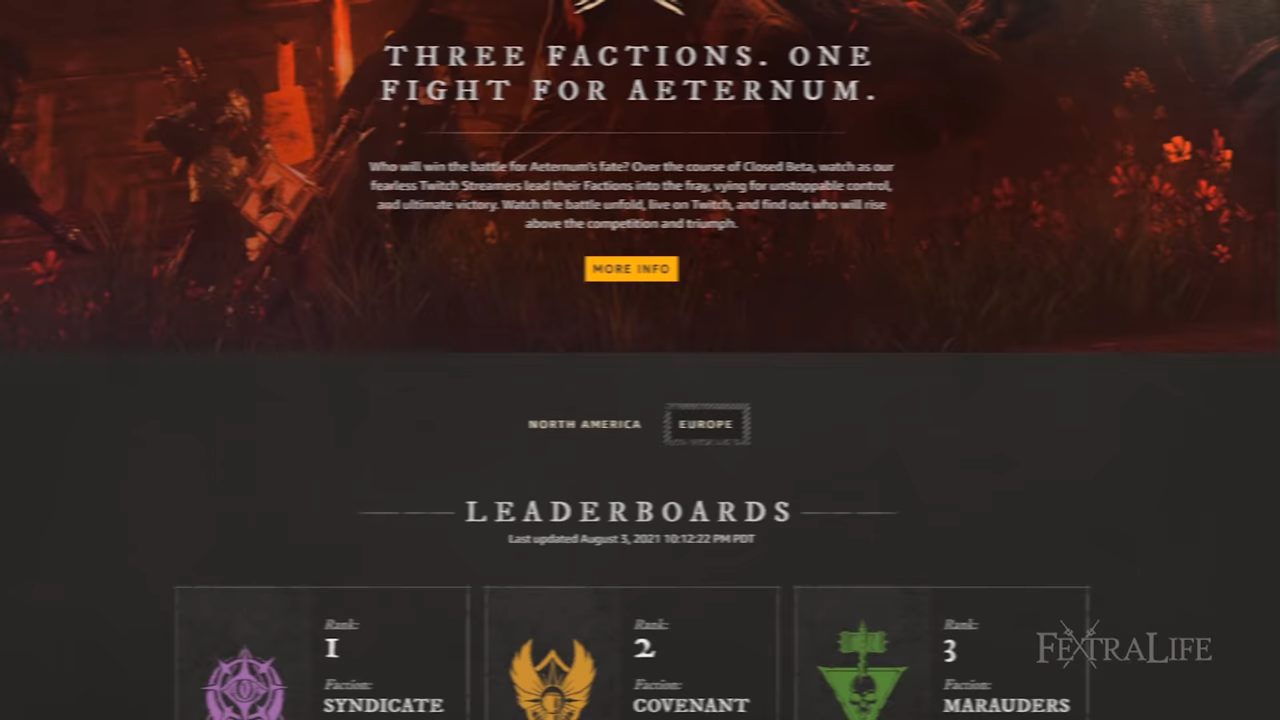 THREE FACTIONS. ONE
FIGHT FOR AETERNUM.
Who will win the battle for Aeternum's fate? Over the course of Closed Beta, watch as our
fearless Twitch Streamers lead their Factions into the fray, vying for unstoppable control,
and ultimate victory. Watch the battle unfold, live on Twitch, and find out who will rise
above the competition and triumph.
MORE INFO
NORTH AMERICA EUROPE
LEADERBOARDS
Last updated August 3, 2021 10:12:22 PM PDT
Rank:
1
Faction:
SYNDICATE
Rank:
2
Faction:
COVENANT
Rank:
3
Faction:
MARAUDERS
FEXTRALIFE